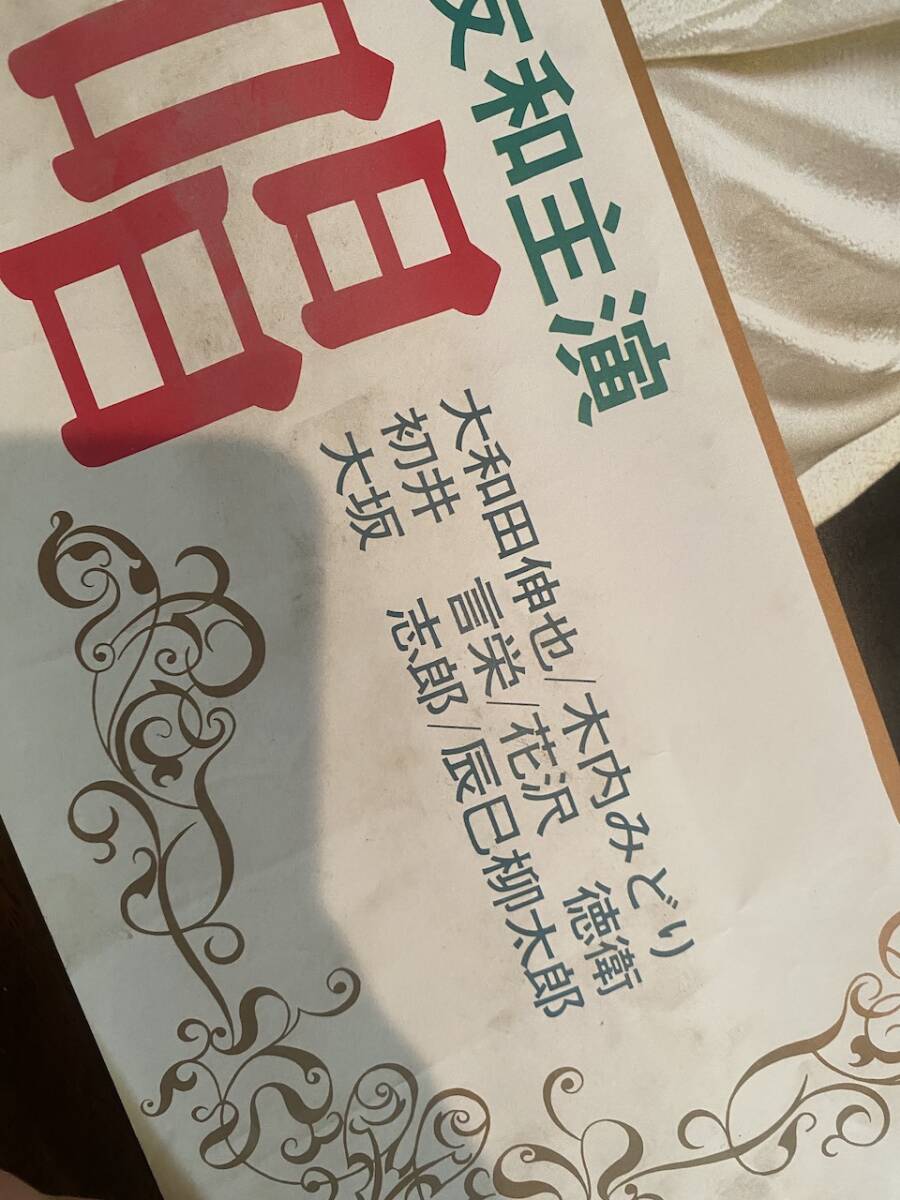 和主演
唱
大和田伸也/木内みどり
初井 言栄/花沢 徳衛
大坂 志郎/辰巳柳太郎